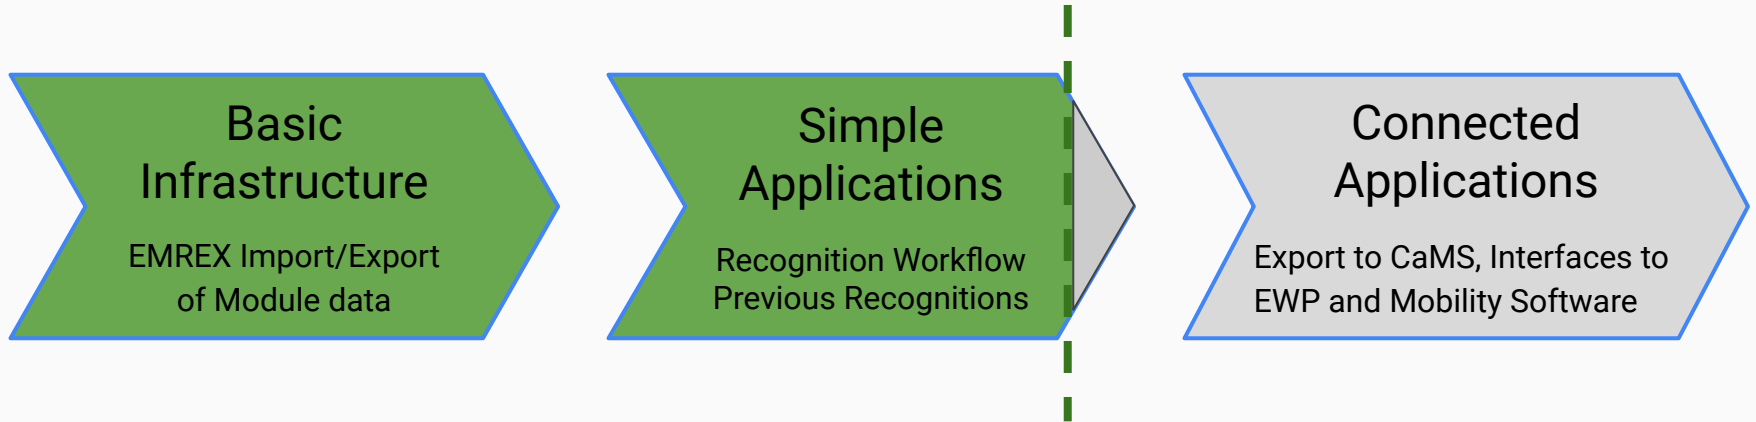 Basic
Infrastructure
EMREX Import/Export
of Module data
Simple
Applications
Recognition Workflow
Previous Recognitions
Connected
Applications
Export to CaMS, Interfaces to
EWP and Mobility Software